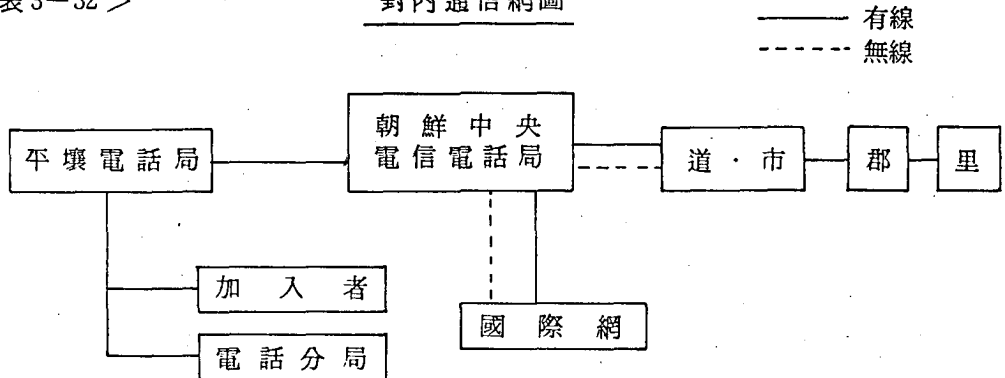 表3-32>
封内通信網圖
有線
無線
朝鮮中央
電信電話局
平壤電話局
道・市
郡
里
加入者
國際網
電話分局